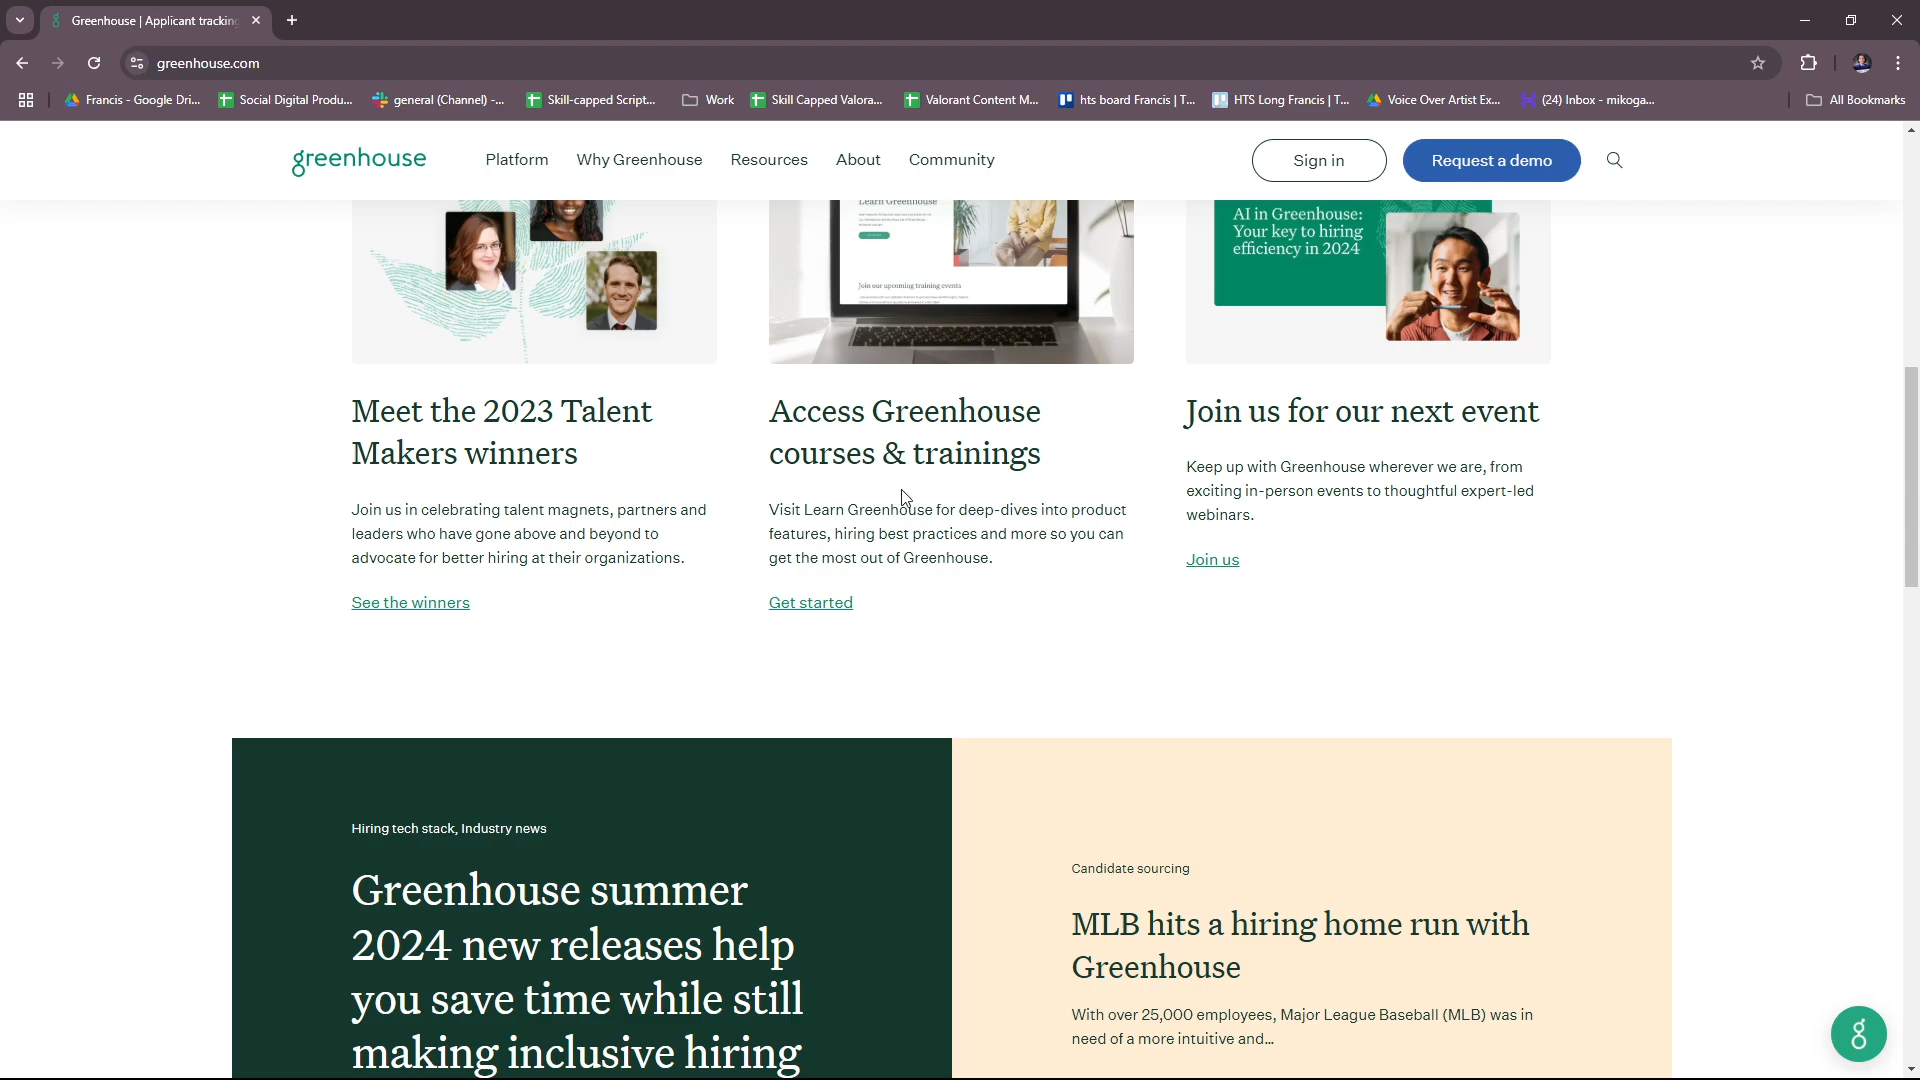 Greenhouse | Applicant tracking
greenhouse.com
Francis - Google Dri...
Social Digital Produ...
general (Channel) -...
Skill-capped Script...
Work
Skill Capped Valora...
Valorant Content M...
hts board Francis | T...
HTS Long Francis | T...
Voice Over Artist Ex...
(24) Inbox - mikoga...
All Bookmarks
greenhouse
Platform
Why Greenhouse
Resources
About
Community
Sign in
Request a demo
Learn Greenhouse
Join our upcoming training events
AI in Greenhouse:
Your key to hiring
efficiency in 2024
Meet the 2023 Talent
Makers winners
Join us in celebrating talent magnets, partners and
leaders who have gone above and beyond to
advocate for better hiring at their organizations.
See the winners
Access Greenhouse
courses & trainings
Visit Learn Greenhouse for deep-dives into product
features, hiring best practices and more so you can
get the most out of Greenhouse.
Get started
Join us for our next event
Keep up with Greenhouse wherever we are, from
exciting in-person events to thoughtful expert-led
webinars.
Join us
Hiring tech stack, Industry news
Greenhouse summer
2024 new releases help
you save time while still
making inclusive hiring
Candidate sourcing
MLB hits a hiring home run with
Greenhouse
With over 25,000 employees, Major League Baseball (MLB) was in
need of a more intuitive and...